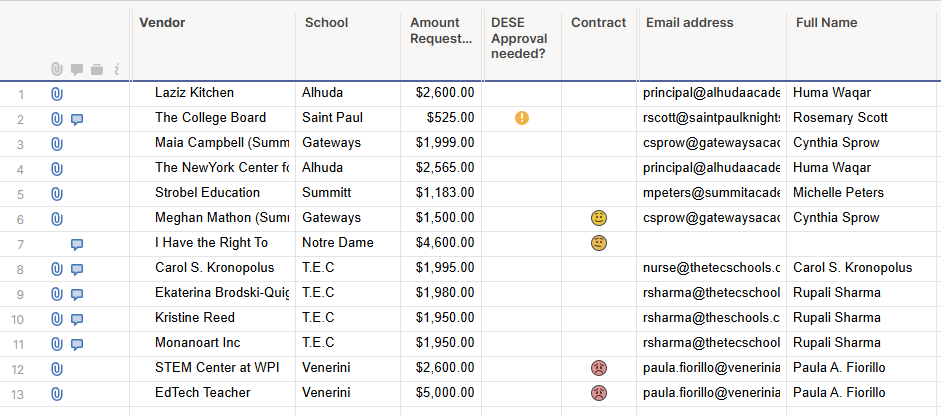 Vendor School Amount Request... DESE Approval needed? Contract Email address Full Name
1 Laziz Kitchen Alhuda $2,600.00 principal@alhudaacade Huma Waqar
2 The College Board Saint Paul $525.00 rscott@saintpaulknights Rosemary Scott
3 Maia Campbell (Summ Gateways $1,999.00 csprow@gatewaysacac Cynthia Sprow
4 The NewYork Center fo Alhuda $2,565.00 principal@alhudaacade Huma Waqar
5 Strobel Education Summitt $1,183.00 mpeters@summitacade Michelle Peters
6 Meghan Mathon (Sumi Gateways $1,500.00 csprow@gatewaysacac Cynthia Sprow
7 I Have the Right To Notre Dame $4,600.00
8 Carol S. Kronopolus T.E.C $1,995.00 nurse@thetecschools.c Carol S. Kronopolus
9 Ekaterina Brodski-Quig T.E.C $1,980.00 rsharma@thetecschool Rupali Sharma
10 Kristine Reed T.E.C $1,950.00 rsharma@theschools.c Rupali Sharma
11 Monanoart Inc T.E.C $1,950.00 rsharma@thetecschool Rupali Sharma
12 STEM Center at WPI Venerini $2,600.00 paula.fiorillo@venerinia Paula A. Fiorillo
13 EdTech Teacher Venerini $5,000.00 paula.fiorillo@venerinia Paula A. Fiorillo